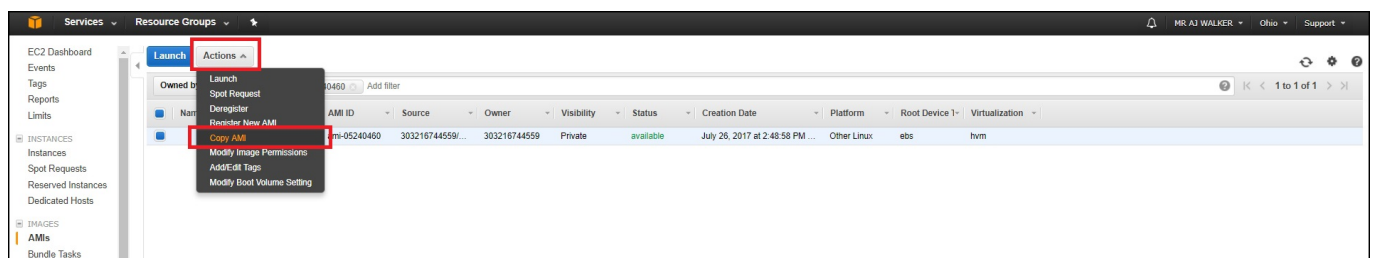 Services Resource Groups MR AJ WALKER Ohio Support
EC2 Dashboard
Events
Tags
Reports
Limits
INSTANCES
Instances
Spot Requests
Reserved Instances
Dedicated Hosts
IMAGES
AMIs
Bundle Tasks
Launch Actions
Owned b 40460 Add filter 1 to 1 of 1
Launch
Spot Request
Deregister
Register New AMI
Copy AMI
Modify Image Permissions
Add/Edit Tags
Modify Boot Volume Setting
Nam AMI ID Source Owner Visibility Status Creation Date Platform Root Device T Virtualization
ami-05240460 303216744559/... 303216744559 Private available July 26, 2017 at 2:48:58 PM ... Other Linux ebs hvm